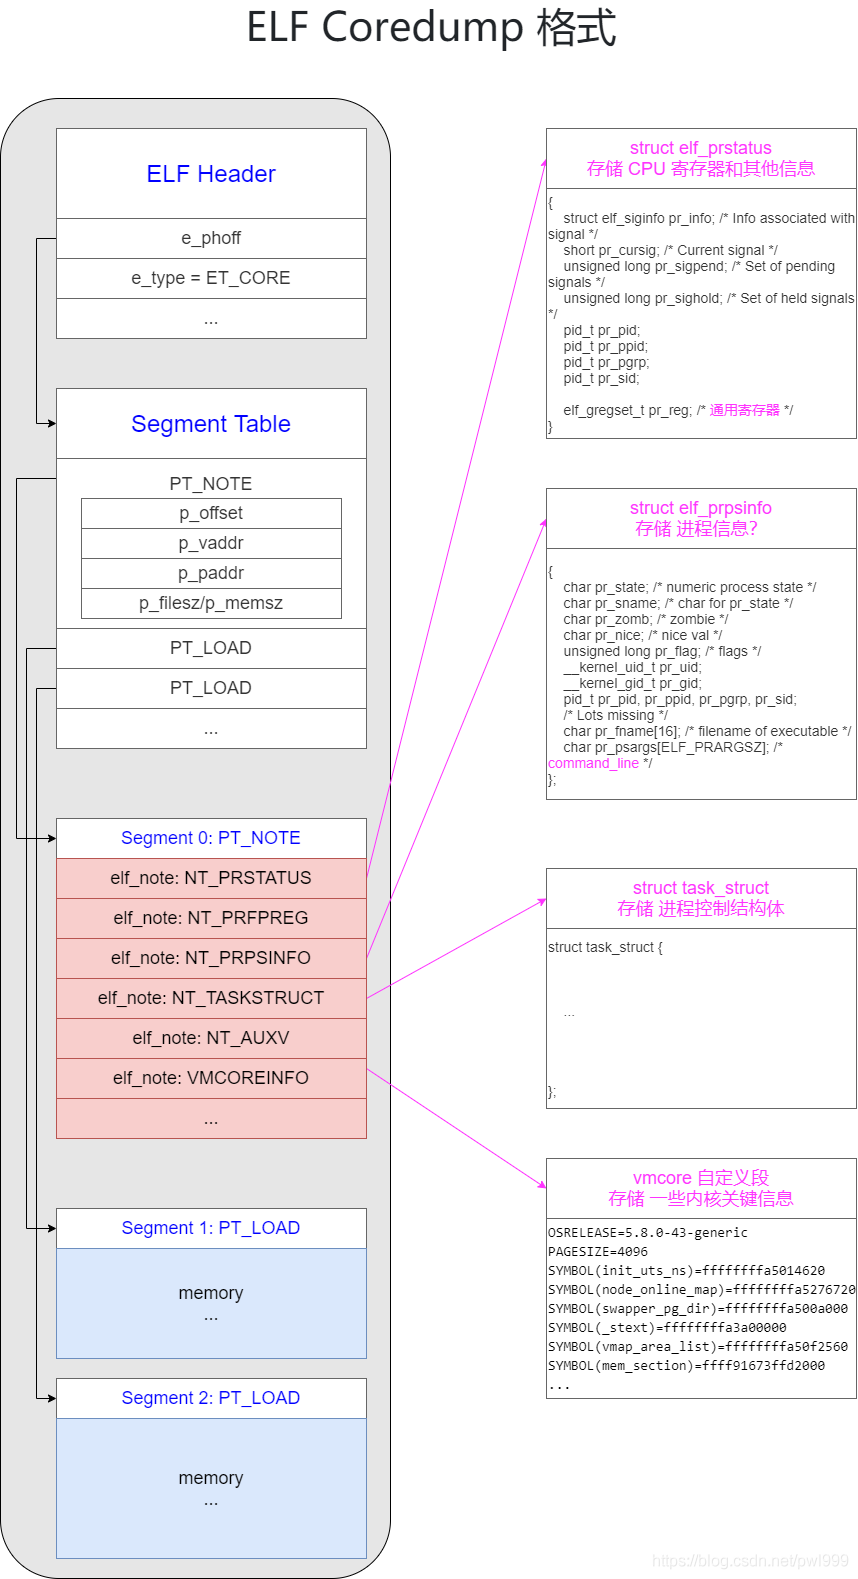 ELF Coredump 格式
ELF Header
e_phoff
e_type = ET_CORE
...
Segment Table
PT_NOTE
p_offset
p_vaddr
p_paddr
p_filesz/p_memsz
PT_LOAD
PT_LOAD
...
Segment 0: PT_NOTE
elf_note: NT_PRSTATUS
elf_note: NT_PRFPREG
elf_note: NT_PRPSINFO
elf_note: NT_TASKSTRUCT
elf_note: NT_AUXV
elf_note: VMCOREINFO
...
Segment 1: PT_LOAD
memory
...
Segment 2: PT_LOAD
memory
...
struct elf_prstatus
存储 CPU 寄存器和其他信息
{
struct elf_siginfo pr_info; /* Info associated with
signal */
short pr_cursig; /* Current signal */
unsigned long pr_sigpend; /* Set of pending
signals */
unsigned long pr_sighold; /* Set of held signals
*/
pid_t pr_pid;
pid_t pr_ppid;
pid_t pr_pgrp;
pid_t pr_sid;
elf_gregset_t pr_reg; /* 通用寄存器 */
}
struct elf_prpsinfo
存储 进程信息?
{
char pr_state; /* numeric process state */
char pr_sname; /* char for pr_state */
char pr_zomb; /* zombie */
char pr_nice; /* nice val */
unsigned long pr_flag; /* flags */
__kernel_uid_t pr_uid;
__kernel_gid_t pr_gid;
pid_t pr_pid, pr_ppid, pr_pgrp, pr_sid;
/* Lots missing */
char pr_fname[16]; /* filename of executable */
char pr_psargs[ELF_PRARGSZ]; /*
command_line */
};
struct task_struct
存储 进程控制结构体
struct task_struct {
...
};
vmcore 自定义段
存储 一些内核关键信息
OSRELEASE=5.8.0-43-generic
PAGESIZE=4096
SYMBOL(init_uts_ns)=ffffffffa5014620
SYMBOL(node_online_map)=ffffffffa5276720
SYMBOL(swapper_pg_dir)=ffffffffa500a000
SYMBOL(_stext)=ffffffffa3a00000
SYMBOL(vmap_area_list)=ffffffffa50f2560
SYMBOL(mem_section)=ffff91673ffd2000
...
https://blog.csdn.net/pwl999